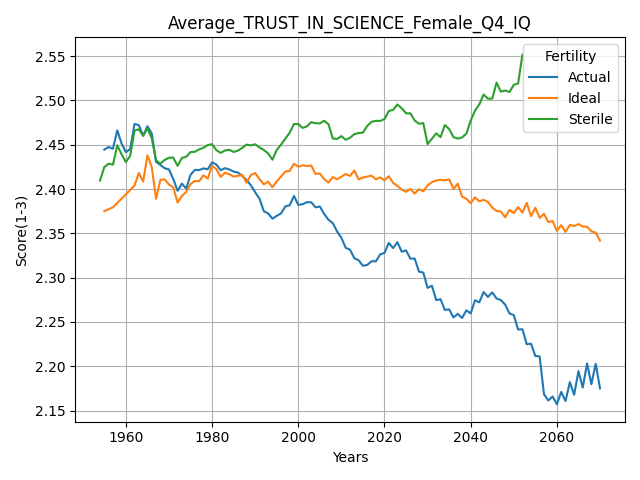 Average_TRUST_IN_SCIENCE_Female_Q4_IQ
Fertility
Actual
Ideal
Sterile
Score(1-3)
2.55
2.50
2.45
2.40
2.35
2.30
2.25
2.20
2.15
1960 1980 2000 2020 2040 2060
Years